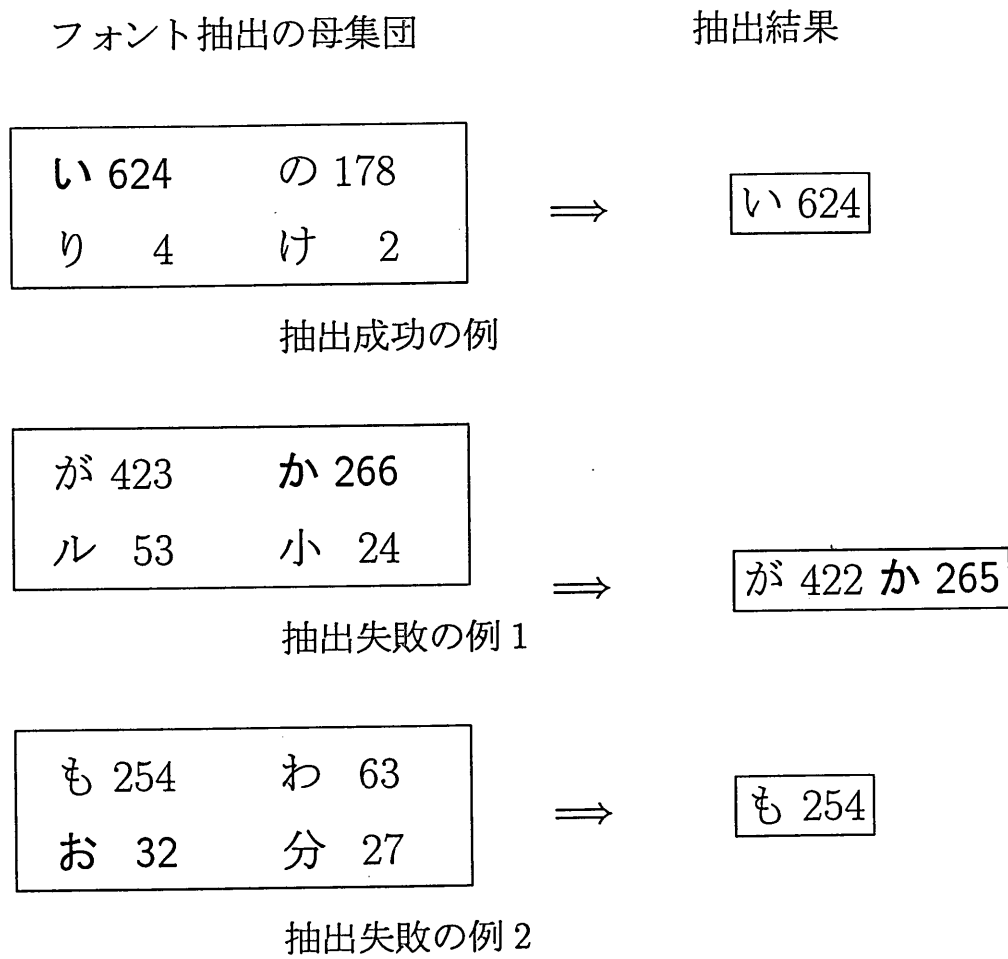 フォント抽出の母集団 抽出結果
い 624 の 178
り 4 け 2
⟹ い 624
抽出成功の例
が 423 か 266
ル 53 小 24
⟹ が 422 か 265
抽出失敗の例 1
も 254 わ 63
お 32 分 27
⟹ も 254
抽出失敗の例 2